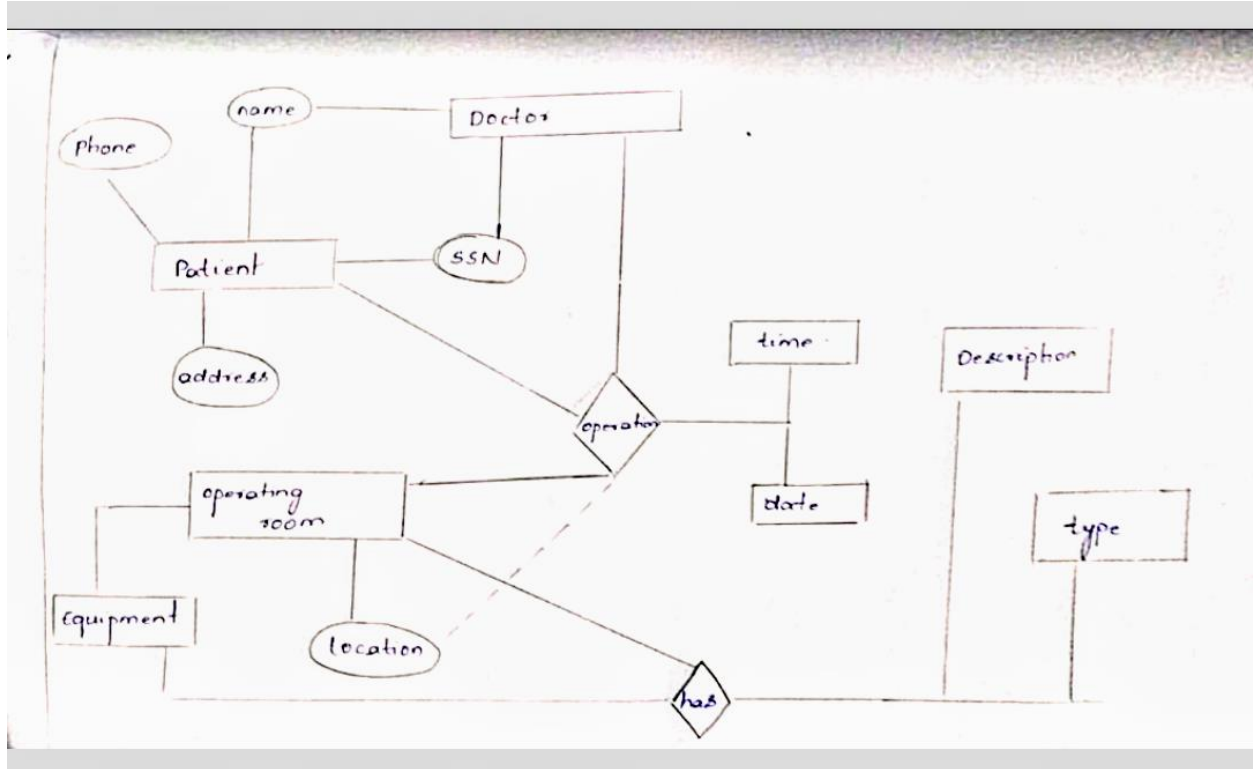 name
Doctor
Phone
Patient
SSN
address
time
Description
operation
operating
room
date
type
Equipment
location
has